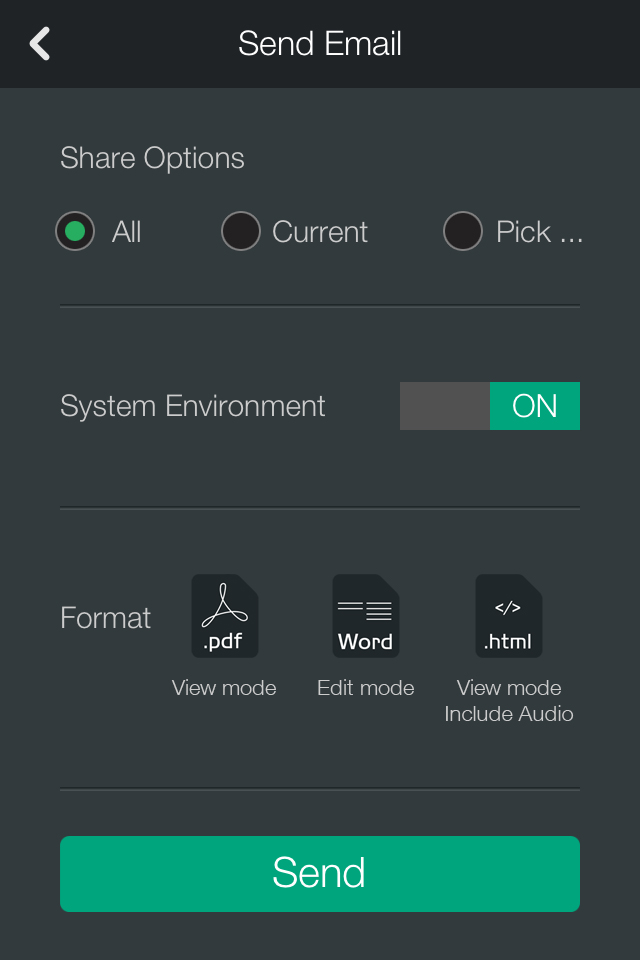 Send Email
Share Options
All Current Pick ...
System Environment ON
Format
</>
.pdf Word .html
View mode Edit mode View mode
Include Audio
Send